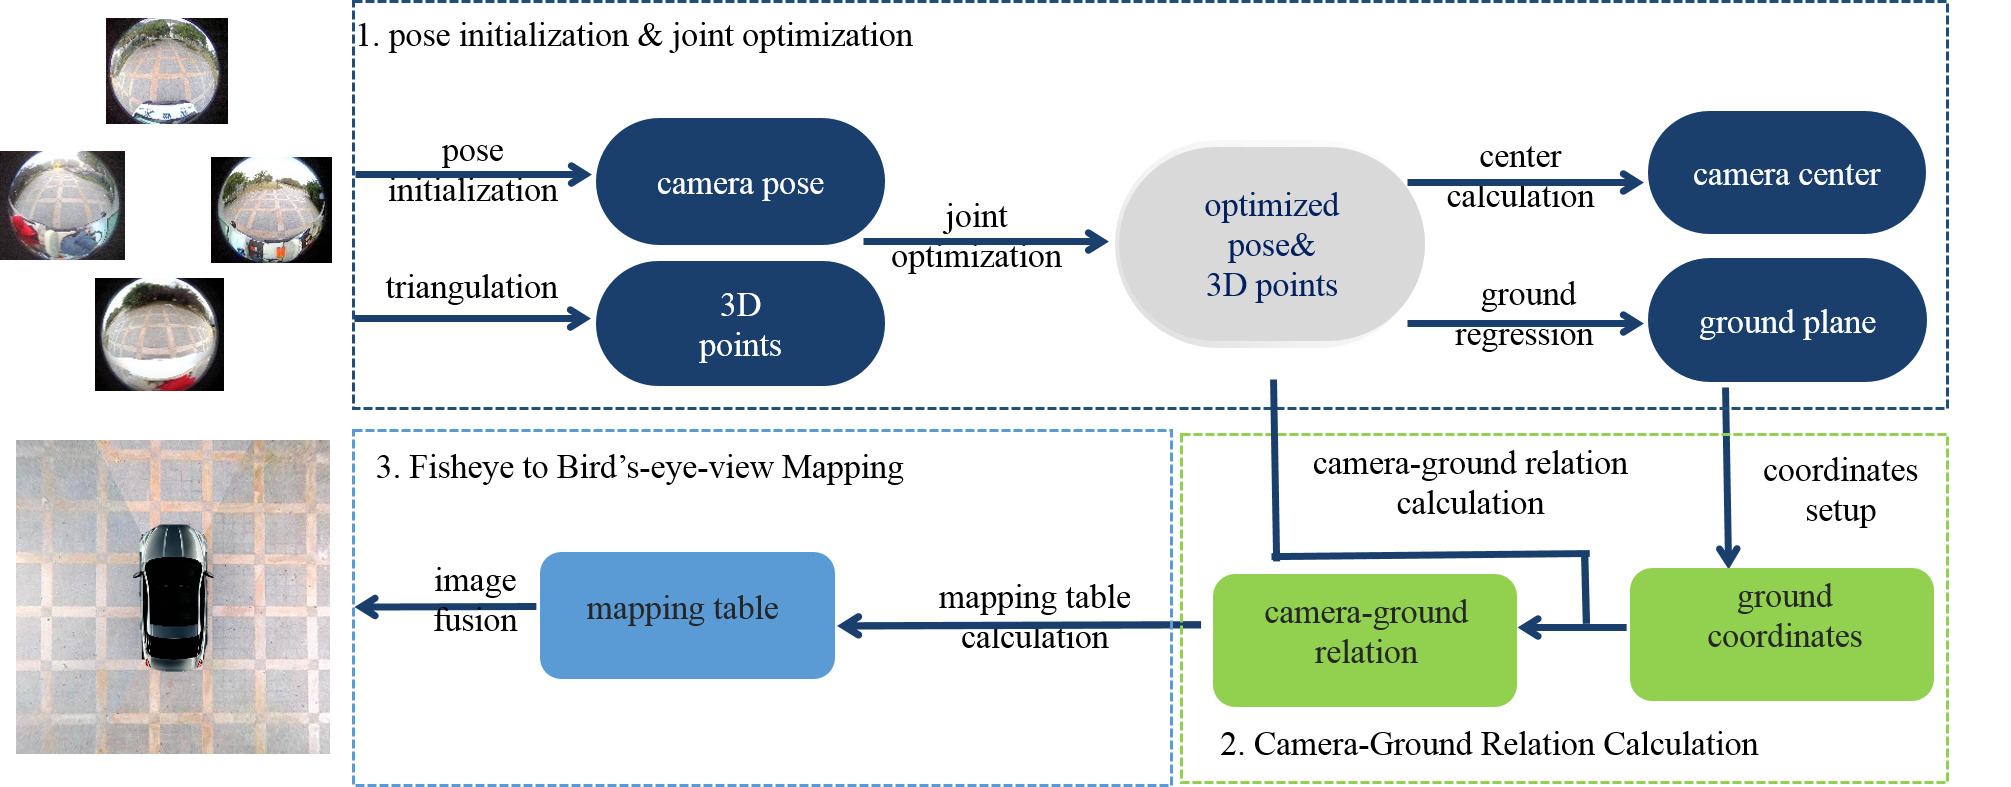 1. pose initialization & joint optimization
pose
initialization
camera pose
triangulation
3D
points
joint
optimization
optimized
pose&
3D points
center
calculation
camera center
ground
regression
ground plane
3. Fisheye to Bird’s-eye-view Mapping
image
fusion
mapping table
mapping table
calculation
camera-ground relation
calculation
coordinates
setup
camera-ground
relation
ground
coordinates
2. Camera-Ground Relation Calculation